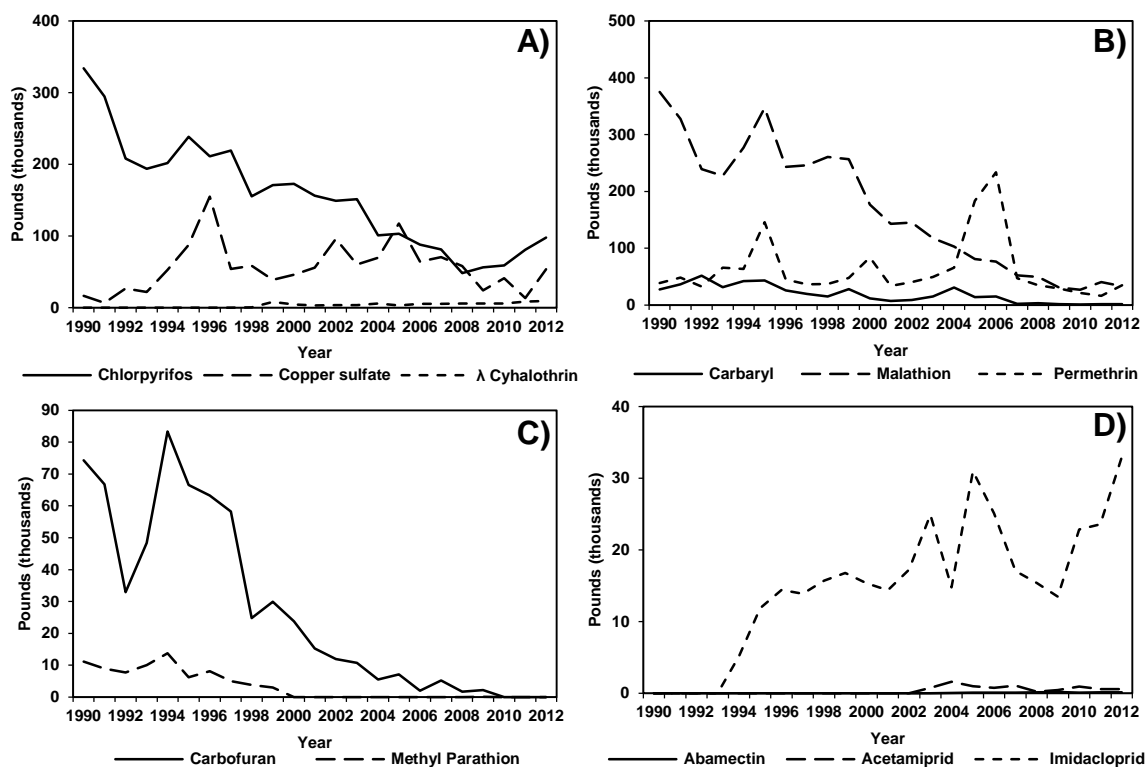 A)
Pounds (thousands)
400
300
200
100
0
1990 1992 1994 1996 1998 2000 2002 2004 2006 2008 2010 2012
Year
Chlorpyrifos Copper sulfate λ Cyhalothrin
B)
Pounds (thousands)
500
400
300
200
100
0
1990 1992 1994 1996 1998 2000 2002 2004 2006 2008 2010 2012
Year
Carbaryl Malathion Permethrin
C)
Pounds (thousands)
90
80
70
60
50
40
30
20
10
0
1990 1992 1994 1996 1998 2000 2002 2004 2006 2008 2010 2012
Year
Carbofuran Methyl Parathion
D)
Pounds (thousands)
40
30
20
10
0
1990 1992 1994 1996 1998 2000 2002 2004 2006 2008 2010 2012
Year
Abamectin Acetamiprid Imidacloprid